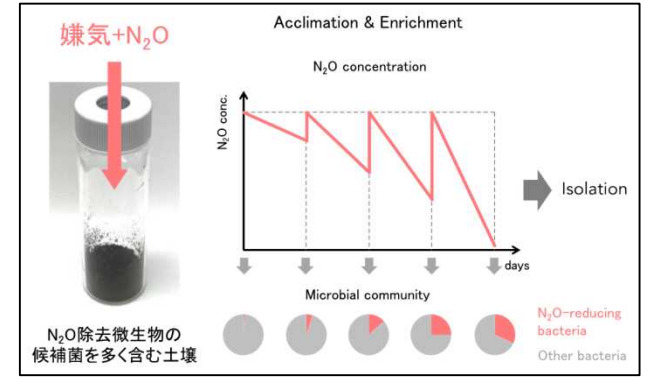 嫌気+N₂O
N₂O除去微生物の
候補菌を多く含む土壌
Acclimation & Enrichment
N₂O concentration
N₂O conc.
days
Microbial community
N₂O-reducing
bacteria
Other bacteria
Isolation